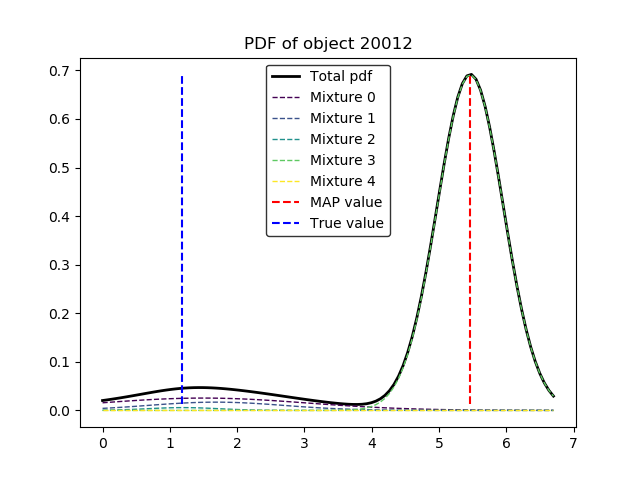 PDF of object 20012
0.7
0.6
0.5
0.4
0.3
0.2
0.1
0.0
Total pdf
Mixture 0
Mixture 1
Mixture 2
Mixture 3
Mixture 4
MAP value
True value
0 1 2 3 4 5 6 7